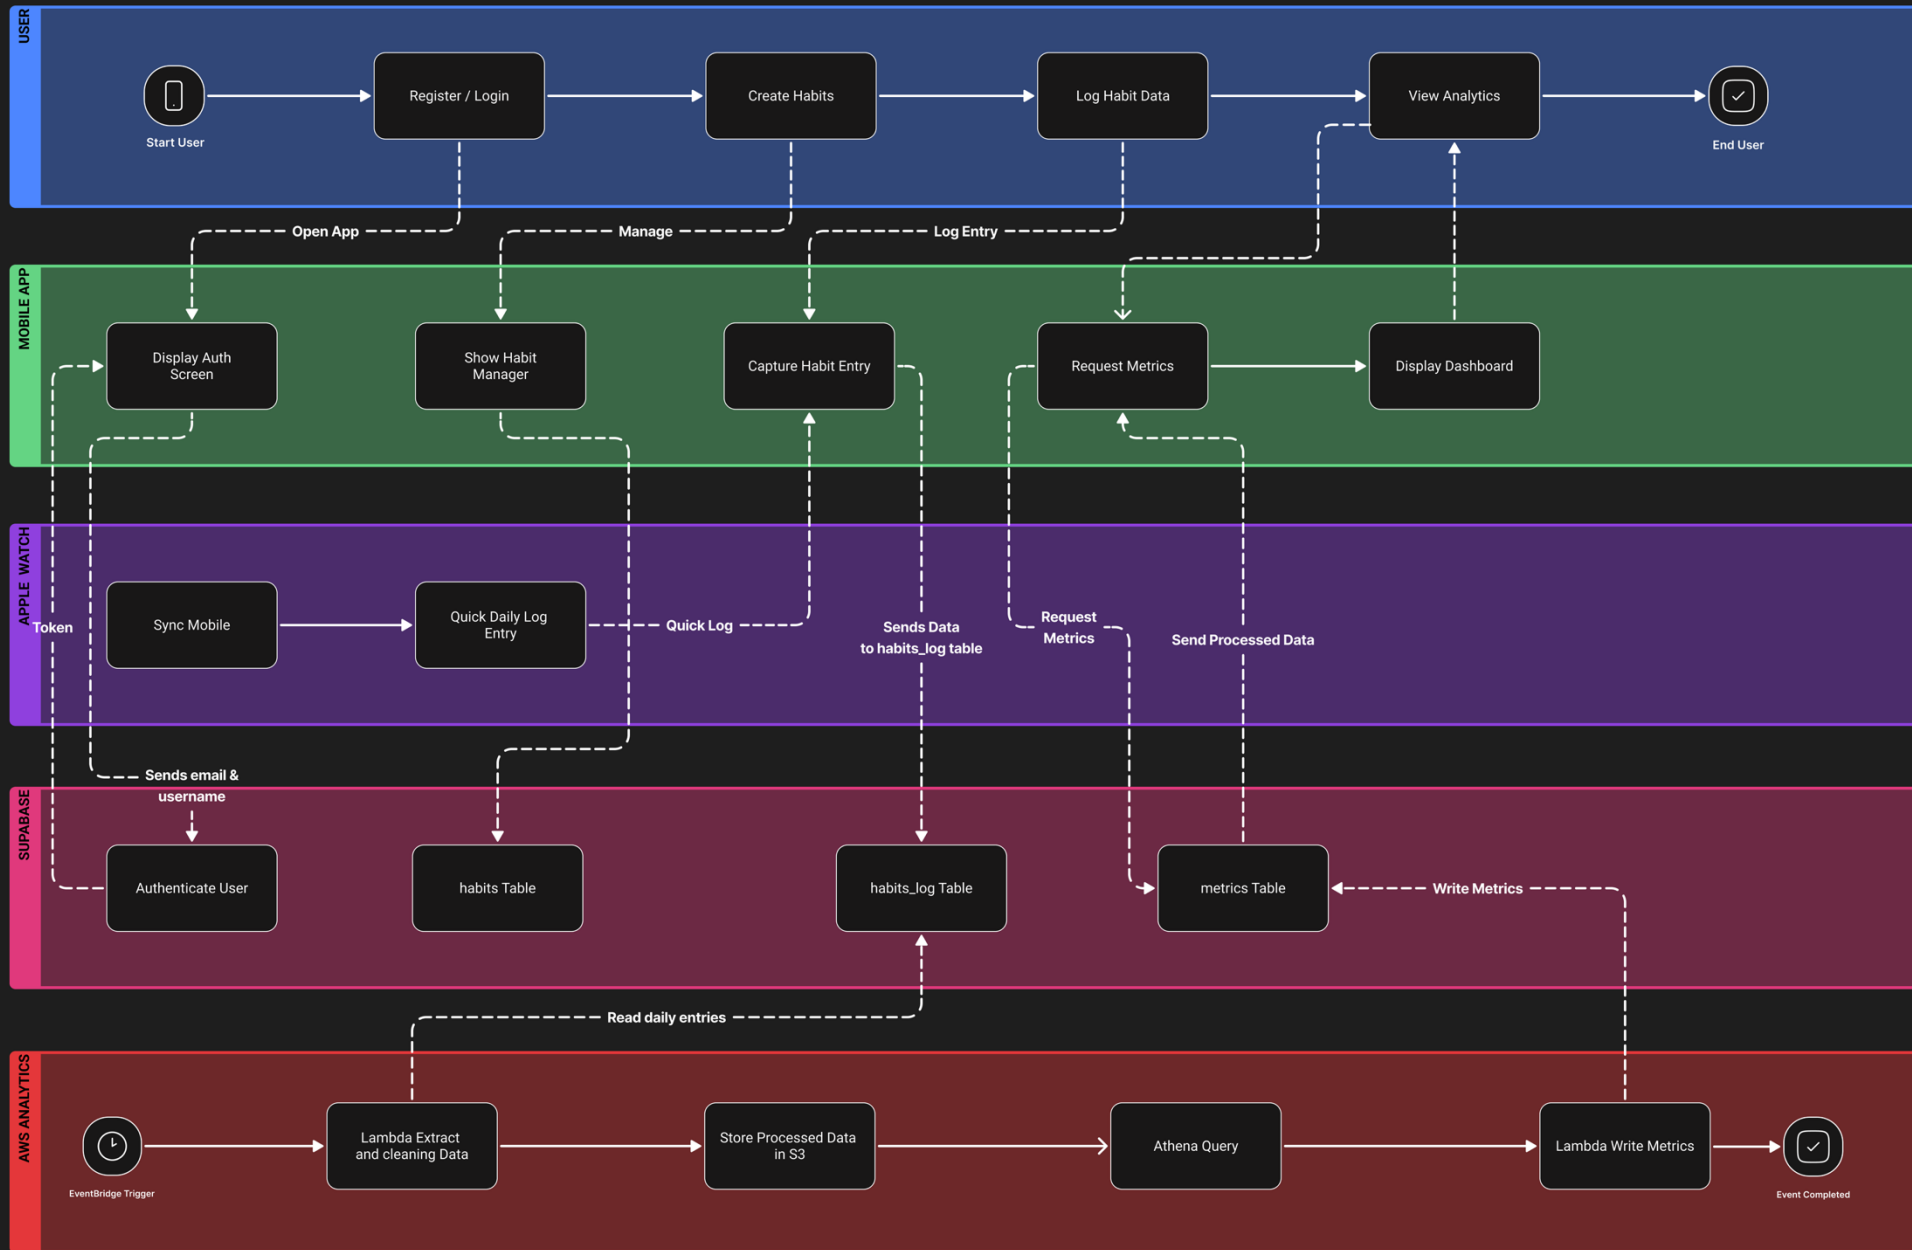 USER
Start User
Register / Login
Create Habits
Log Habit Data
View Analytics
End User
Open App
Manage
Log Entry
MOBILE APP
Display Auth
Screen
Show Habit
Manager
Capture Habit Entry
Request Metrics
Display Dashboard
APPLE WATCH
Token
Sync Mobile
Quick Daily Log
Entry
Quick Log
Sends Data
to habits_log table
Request
Metrics
Send Processed Data
Sends email &
username
SUPABASE
Authenticate User
habits Table
habits_log Table
metrics Table
Write Metrics
Read daily entries
AWS ANALYTICS
EventBridge Trigger
Lambda Extract
and cleaning Data
Store Processed Data
in S3
Athena Query
Lambda Write Metrics
Event Completed